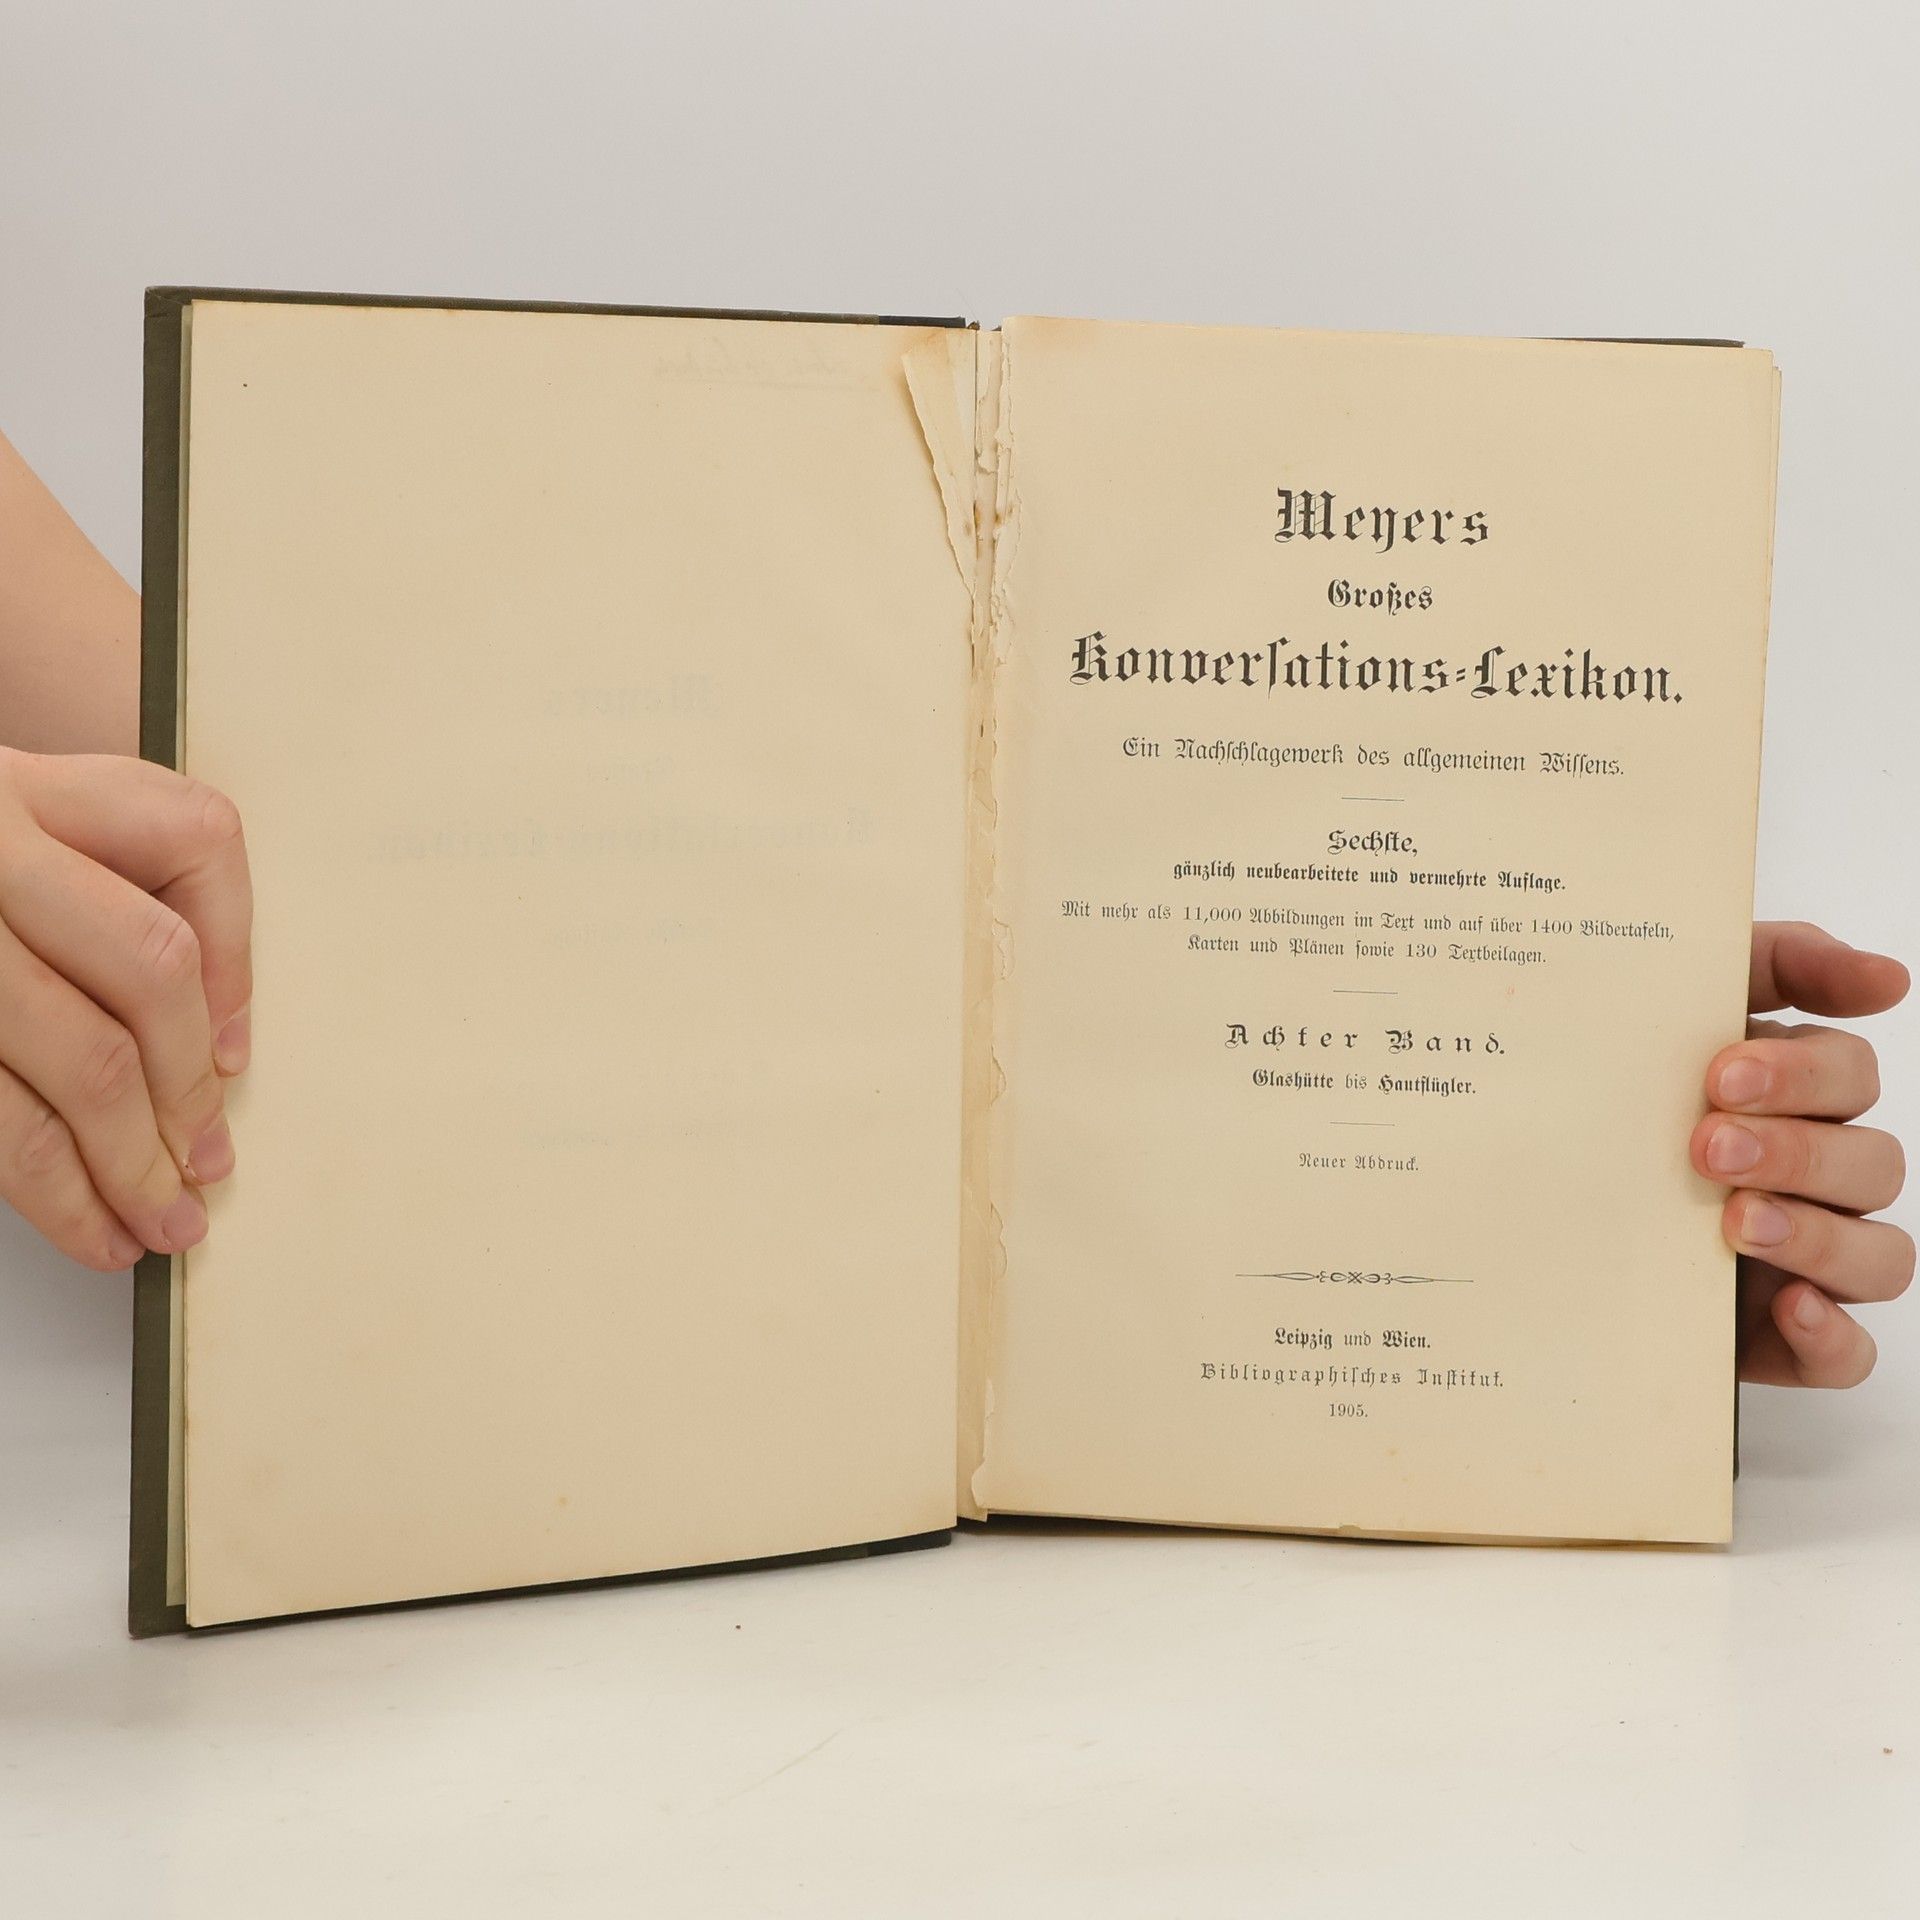 Meyers
Großes
Konverſations-Lexikon.
Ein Nachſchlagewerk des allgemeinen Wiſſens.
Sechſte,
gänzlich neubearbeitete und vermehrte Auflage.
Mit mehr als 11,000 Abbildungen im Text und auf über 1400 Bildertafeln,
Karten und Plänen ſowie 130 Textbeilagen.
Achter Band.
Glashütte bis Hautflügler.
Neuer Abdruck.
Leipzig und Wien.
Bibliographiſches Inſtitut.
1905.